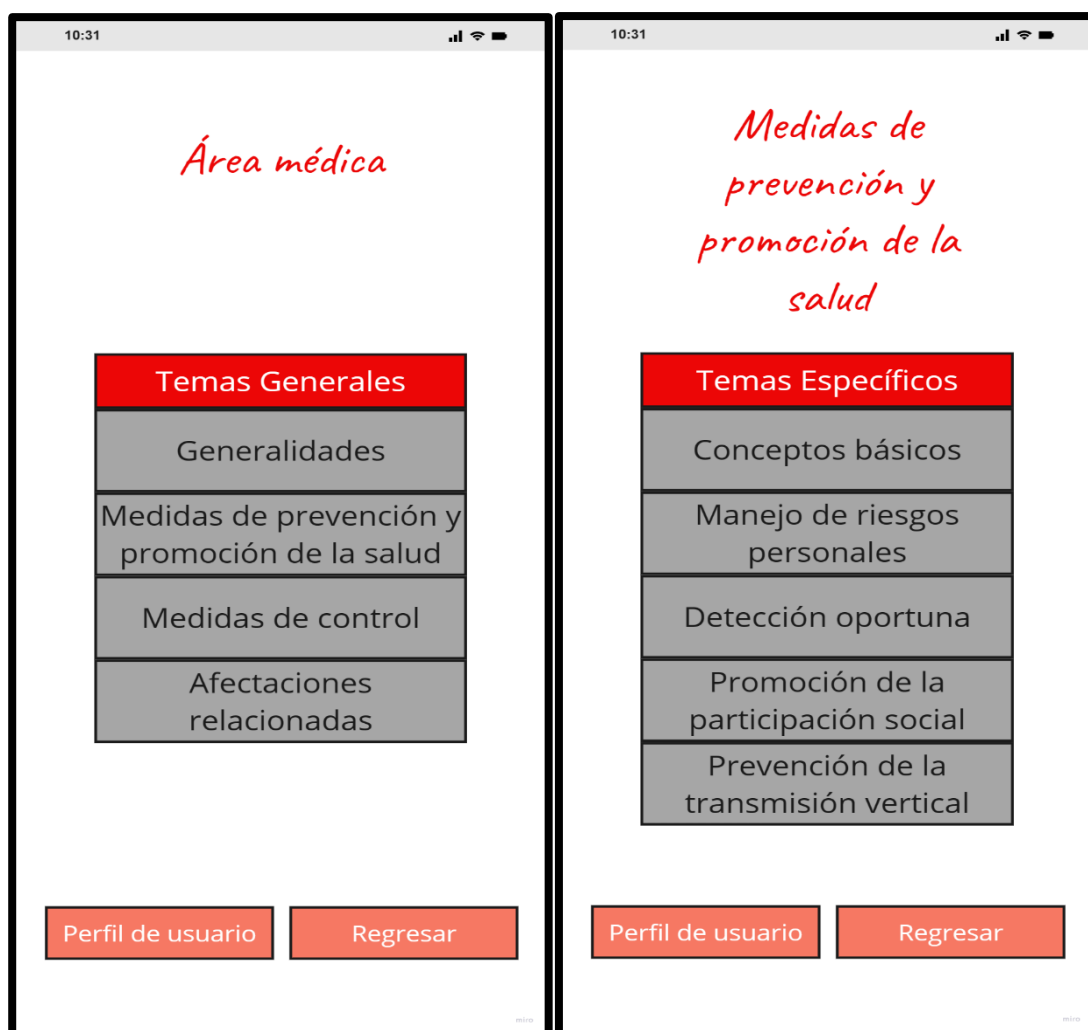 10:31
Área médica
Temas Generales
Generalidades
Medidas de prevención y
promoción de la salud
Medidas de control
Afectaciones
relacionadas
Perfil de usuario
Regresar
miro
10:31
Medidas de
prevención y
promoción de la
salud
Temas Específicos
Conceptos básicos
Manejo de riesgos
personales
Detección oportuna
Promoción de la
participación social
Prevención de la
transmisión vertical
Perfil de usuario
Regresar
miro